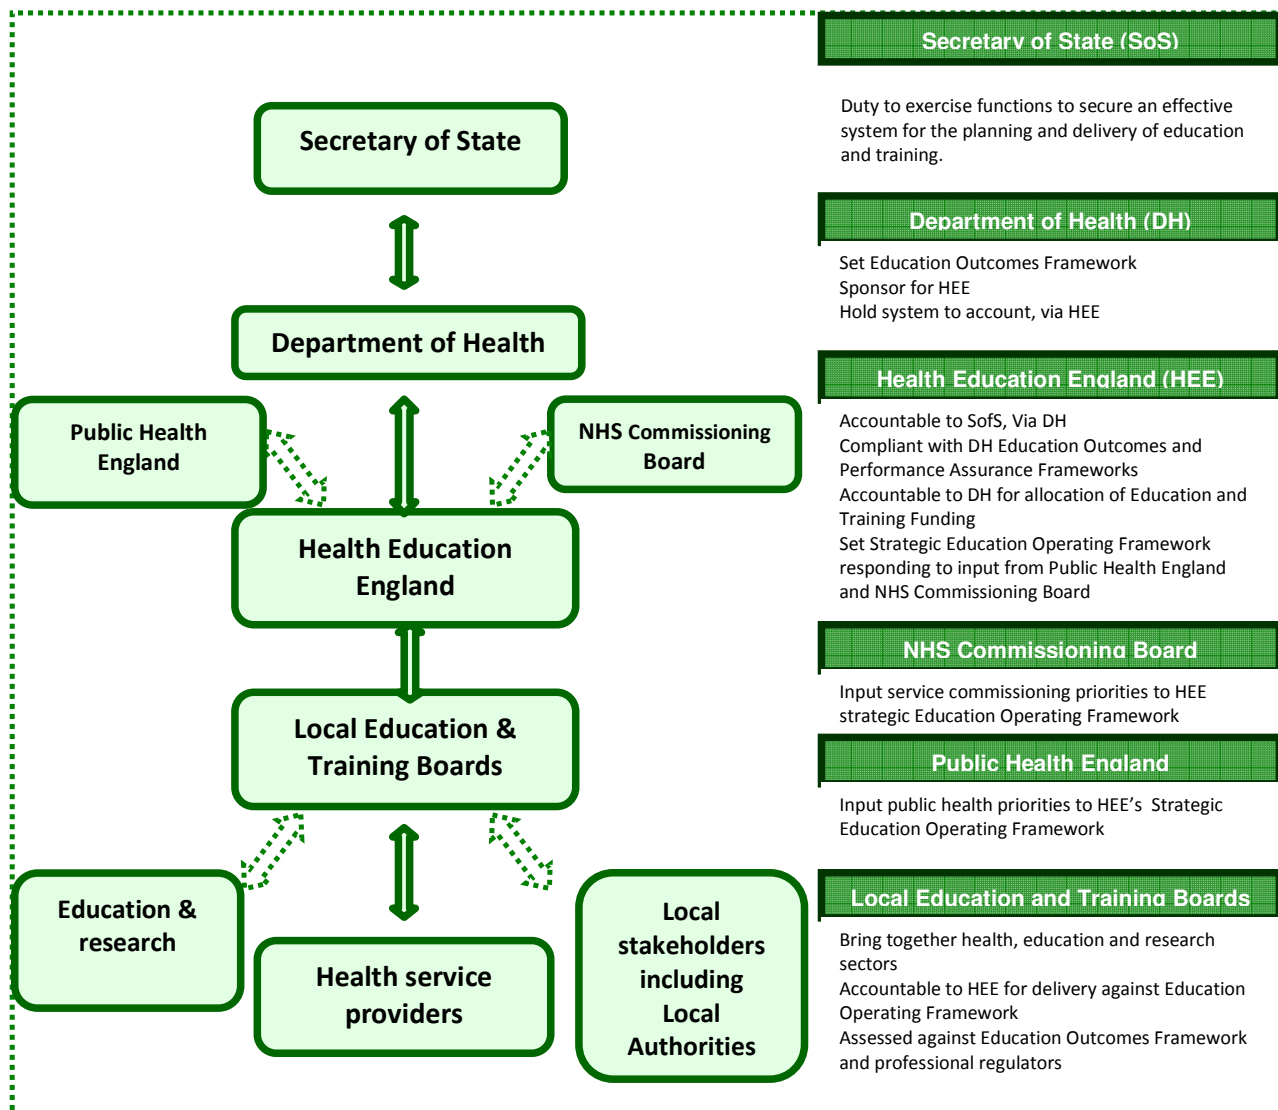 Secretary of State
Department of Health
Public Health
England
NHS Commissioning
Board
Health Education
England
Local Education &
Training Boards
Education &
research
Health service
providers
Local
stakeholders
including
Local
Authorities
Secretary of State (SoS)
Duty to exercise functions to secure an effective
system for the planning and delivery of education
and training.
Department of Health (DH)
Set Education Outcomes Framework
Sponsor for HEE
Hold system to account, via HEE
Health Education England (HEE)
Accountable to SofS, Via DH
Compliant with DH Education Outcomes and
Performance Assurance Frameworks
Accountable to DH for allocation of Education and
Training Funding
Set Strategic Education Operating Framework
responding to input from Public Health England
and NHS Commissioning Board
NHS Commissioning Board
Input service commissioning priorities to HEE
strategic Education Operating Framework
Public Health England
Input public health priorities to HEE’s  Strategic
Education Operating Framework
Local Education and Training Boards
Bring together health, education and research
sectors
Accountable to HEE for delivery against Education
Operating Framework
Assessed against Education Outcomes Framework
and professional regulators